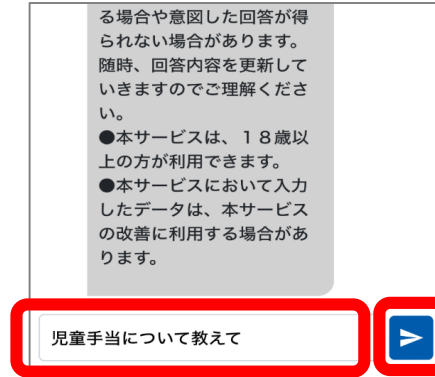 る場合や意図した回答が得
られない場合があります。
随時、回答内容を更新して
いきますのでご理解くださ
い。
●本サービスは、１８歳以
上の方が利用できます。
●本サービスにおいて入力
したデータは、本サービス
の改善に利用する場合があ
ります。
児童手当について教えて